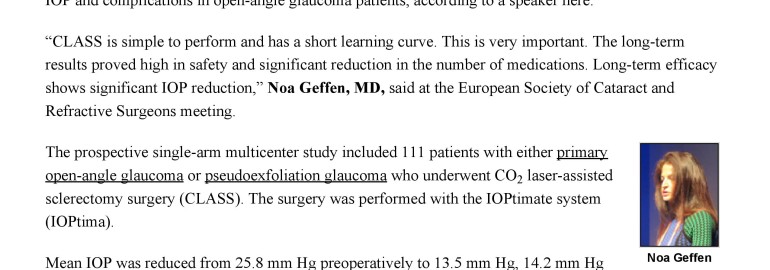 IOP and complications in open-angle glaucoma patients, according to a speaker here.
“CLASS is simple to perform and has a short learning curve. This is very important. The long-term
results proved high in safety and significant reduction in the number of medications. Long-term efficacy
shows significant IOP reduction,” Noa Geffen, MD, said at the European Society of Cataract and
Refractive Surgeons meeting.
The prospective single-arm multicenter study included 111 patients with either primary
open-angle glaucoma or pseudoexfoliation glaucoma who underwent CO₂ laser-assisted
sclerectomy surgery (CLASS). The surgery was performed with the IOPtimate system
(IOPtima).
Noa Geffen
Mean IOP was reduced from 25.8 mm Hg preoperatively to 13.5 mm Hg, 14.2 mm Hg